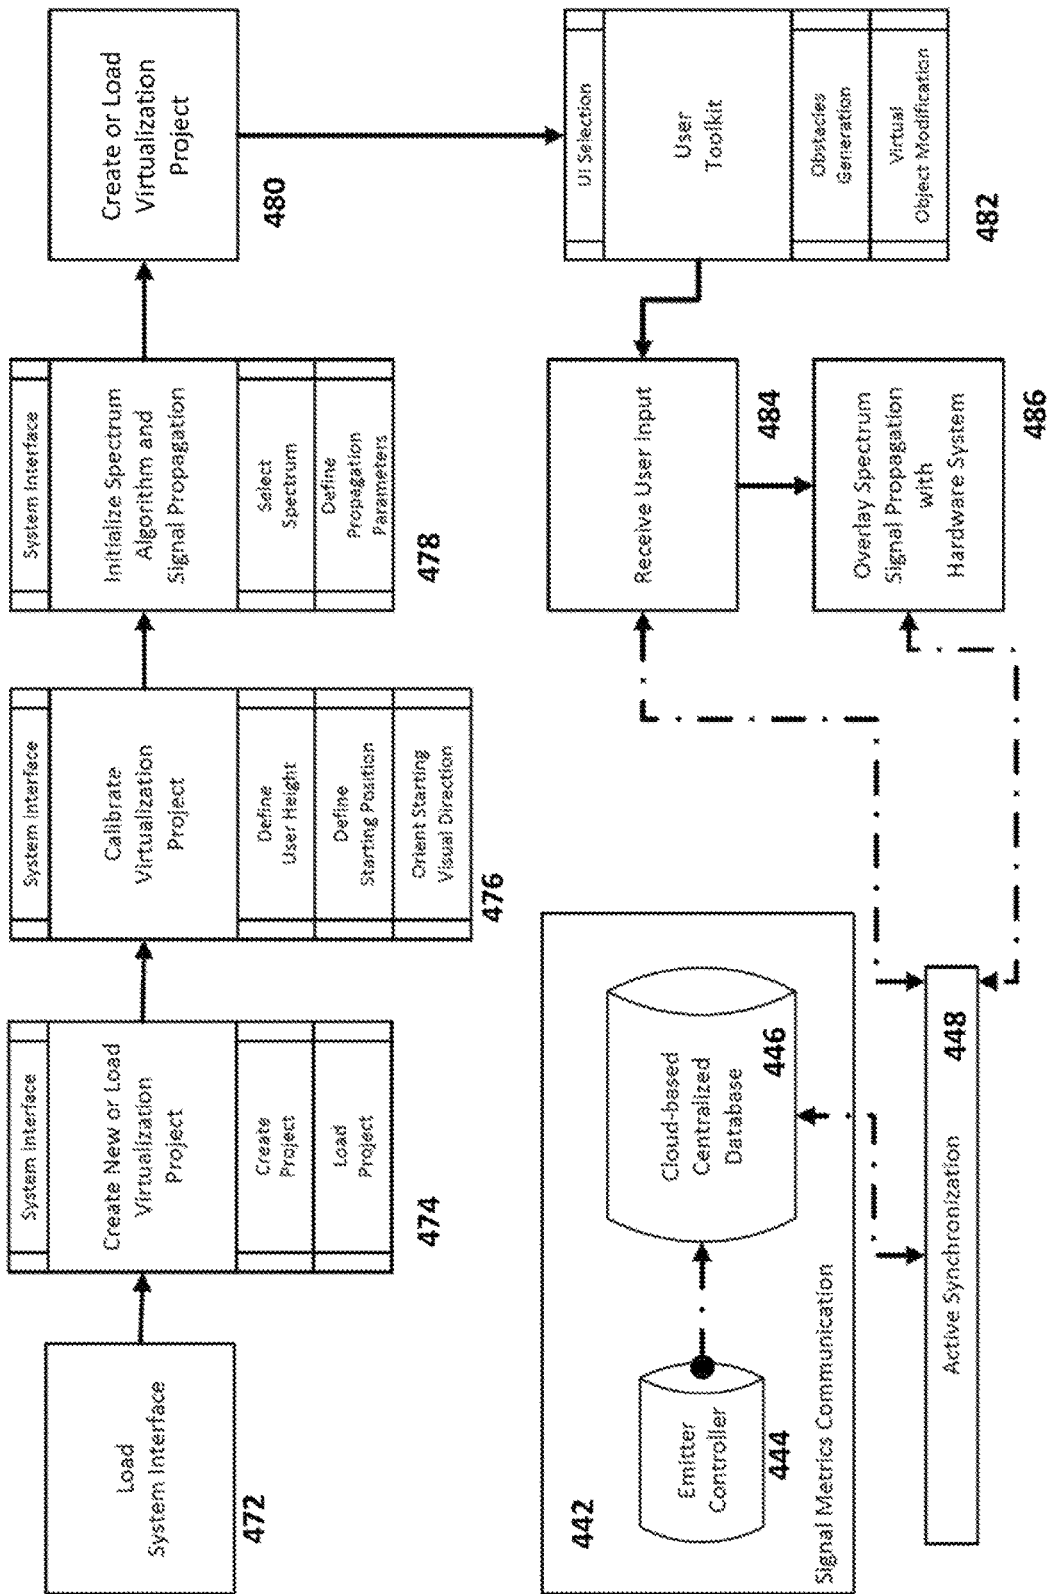 Load
System Interface
472
System Interface
Create New or Load
Virtualization
Project
Create
Project
Load
Project
474
System Interface
Calibrate
Virtualization
Project
Define
User Height
Define
Starting Position
Orient Starting
Visual Direction
476
System Interface
Initialize Spectrum
Algorithm and
Signal Propagation
Select
Spectrum
Define
Propagation
Parameters
478
Create or Load
Virtualization
Project
480
UI Selection
User
Toolkit
Obstacles
Generation
Virtual
Object Modification
482
Receive User Input
484
Overlay Spectrum
Signal Propagation
with
Hardware System
486
442
Emitter
Controller
444
Cloud-based
Centralized
Database
446
Signal Metrics Communication
Active Synchronization
448